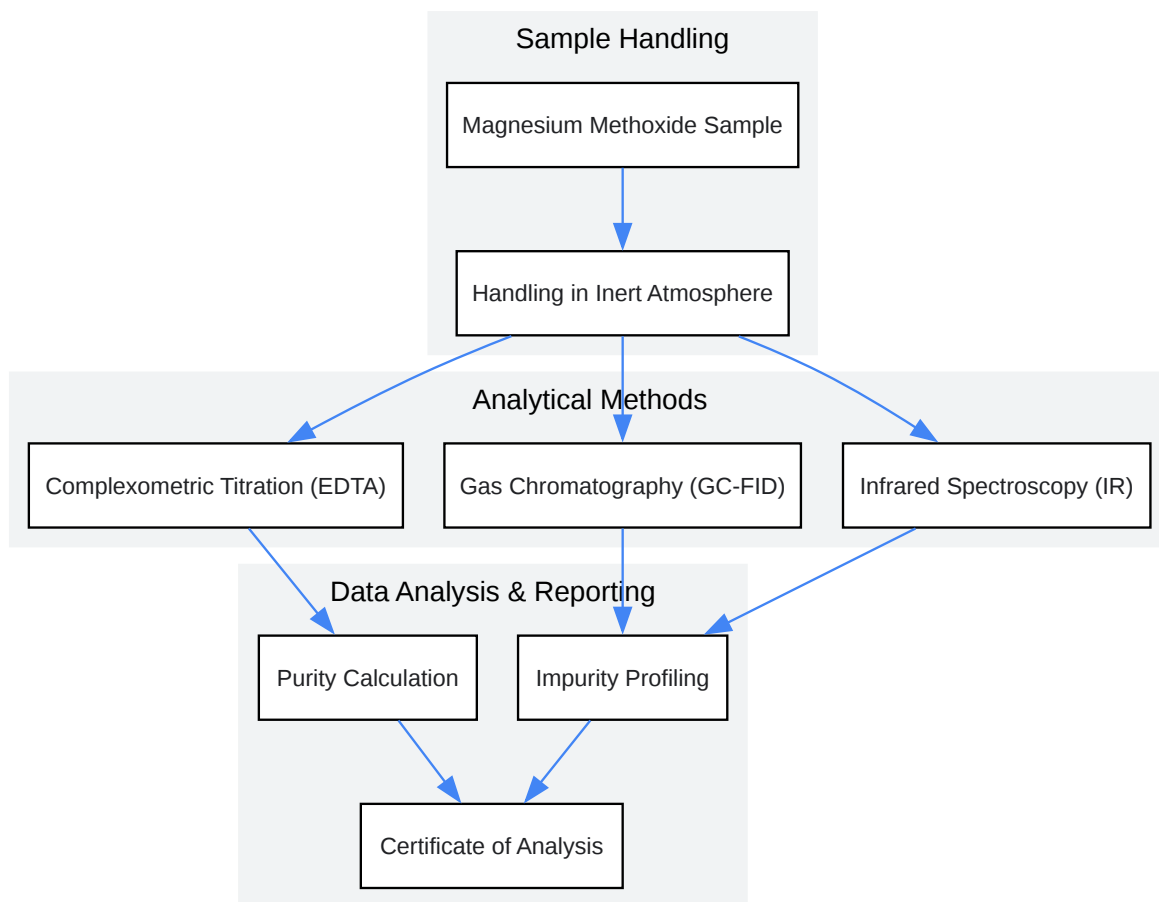 Sample Handling
Magnesium Methoxide Sample
Handling in Inert Atmosphere
Analytical Methods
Complexometric Titration (EDTA)
Gas Chromatography (GC-FID)
Infrared Spectroscopy (IR)
Data Analysis & Reporting
Purity Calculation
Impurity Profiling
Certificate of Analysis